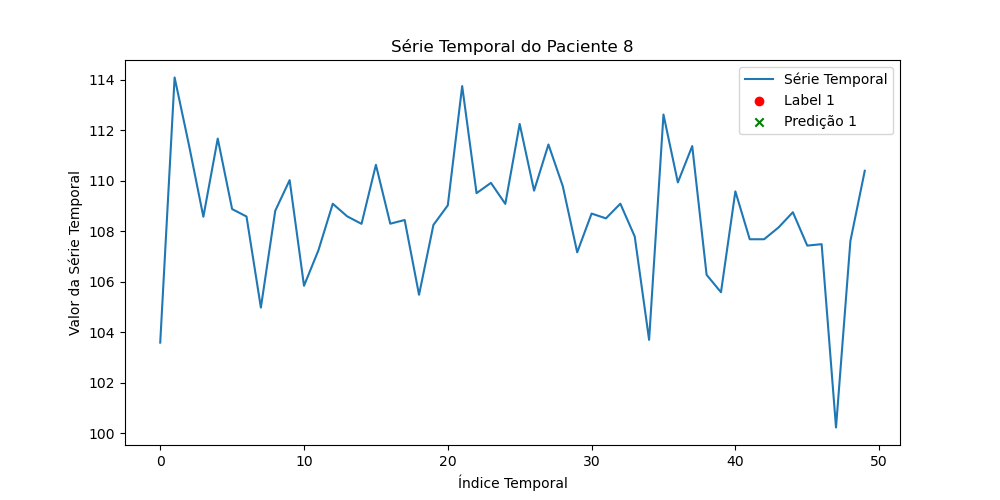 Série Temporal do Paciente 8
Série Temporal
Label 1
Predição 1
Valor da Série Temporal
114
112
110
108
106
104
102
100
0
10
20
30
40
50
Índice Temporal